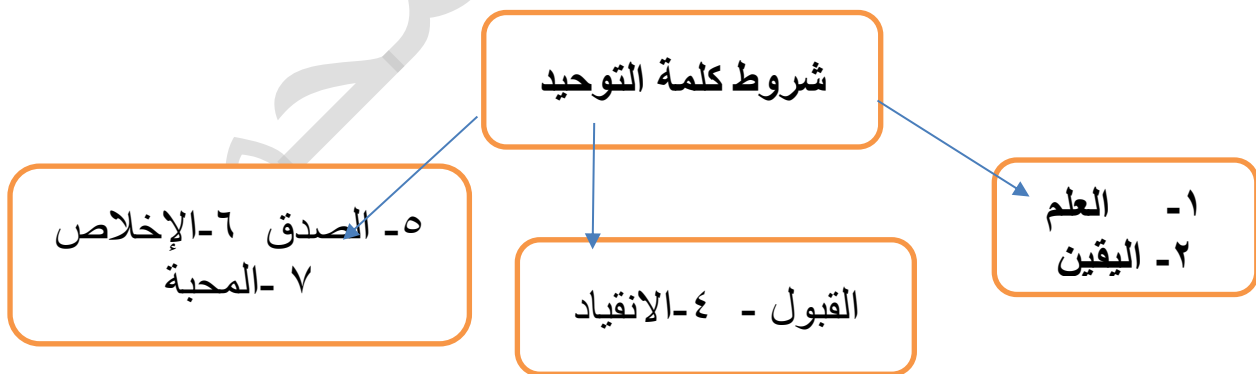 شروط كلمة التوحيد
١- العلم
٢- اليقين
القبول - ٤-الانقياد
٥- الصدق ٦-الإخلاص
٧ -المحبة